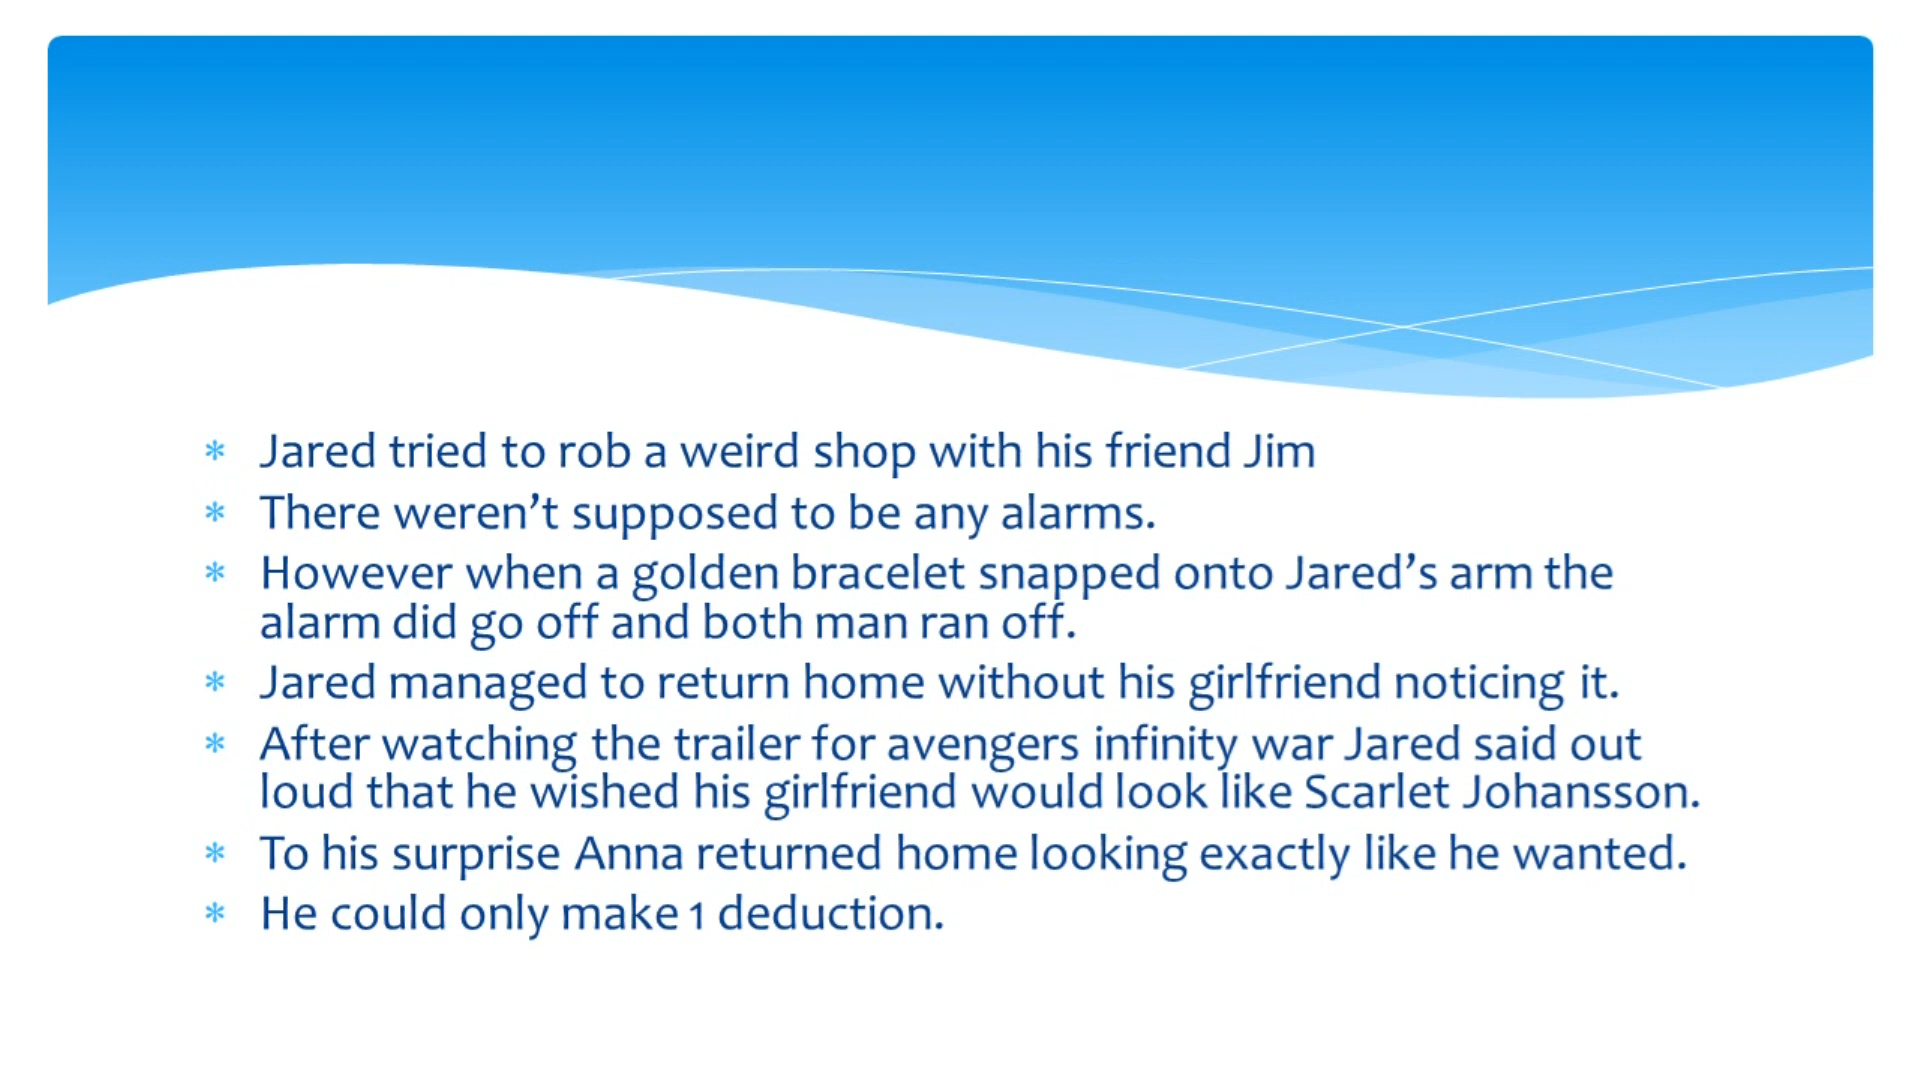 * Jared tried to rob a weird shop with his friend Jim
* There weren’t supposed to be any alarms.
* However when a golden bracelet snapped onto Jared’s arm the
alarm did go off and both man ran off.
* Jared managed to return home without his girlfriend noticing it.
* After watching the trailer for avengers infinity war Jared said out
loud that he wished his girlfriend would look like Scarlet Johansson.
* To his surprise Anna returned home looking exactly like he wanted.
* He could only make 1 deduction.